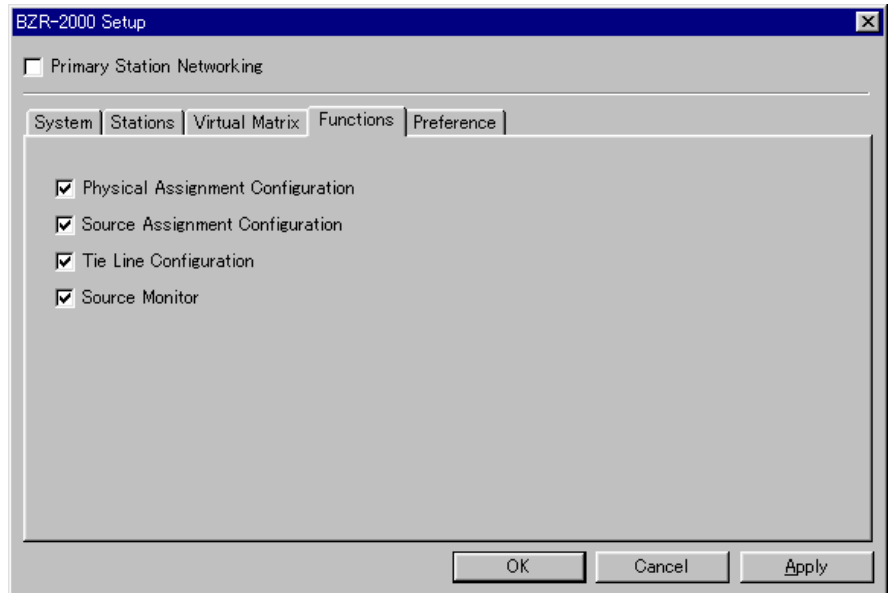 BZR-2000 Setup
Primary Station Networking
System Stations Virtual Matrix Functions Preference
Physical Assignment Configuration
Source Assignment Configuration
Tie Line Configuration
Source Monitor
OK Cancel Apply